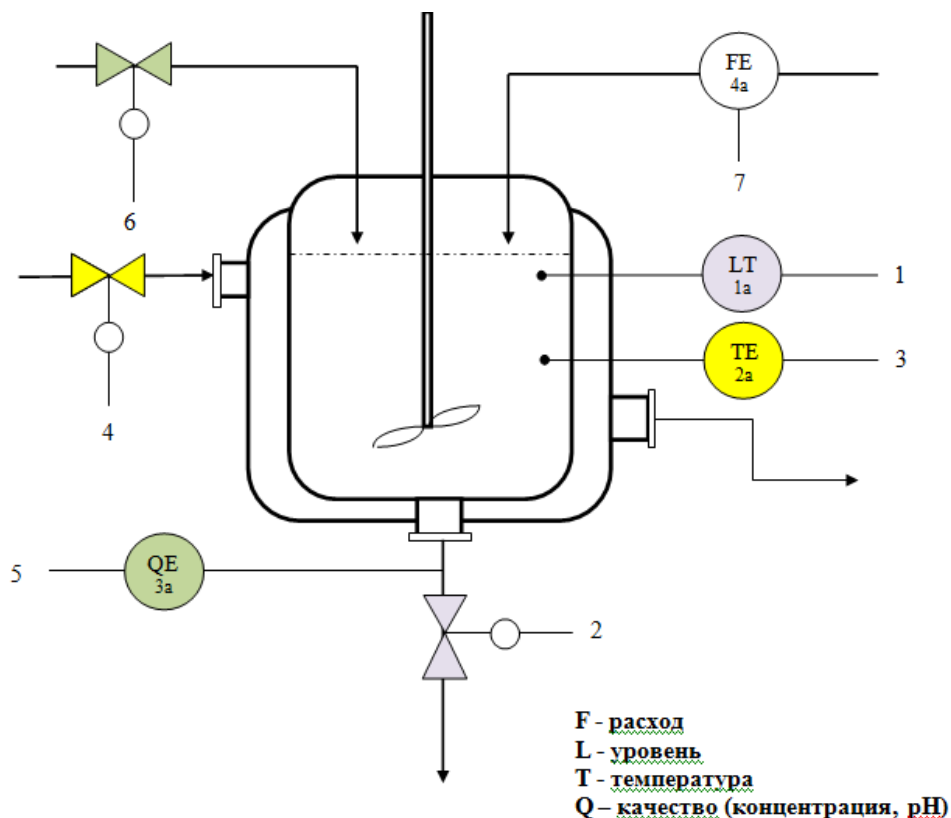 FE
4a
7
6
LT
1a
1
TE
2a
3
4
QE
3a
5
2
F - расход
L - уровень
T - температура
Q – качество (концентрация, pH)